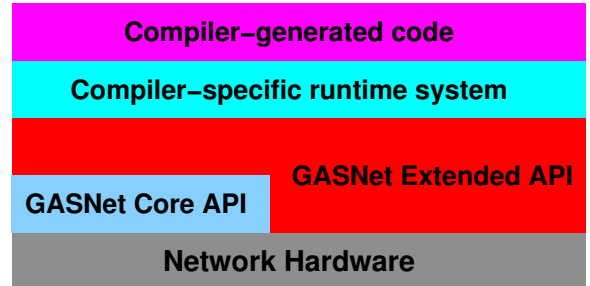 Compiler−generated code
Compiler−specific runtime system
GASNet Extended API
GASNet Core API
Network Hardware